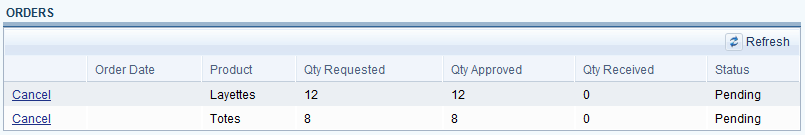 ORDERS
Refresh
Order Date Product Qty Requested Qty Approved Qty Received Status
Cancel Layettes 12 12 0 Pending
Cancel Totes 8 8 0 Pending